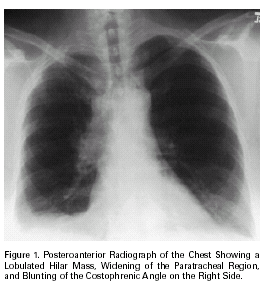 Figure 1. Posteroanterior Radiograph of the Chest Showing a
Lobulated Hilar Mass, Widening of the Paratracheal Region,
and Blunting of the Costophrenic Angle on the Right Side.